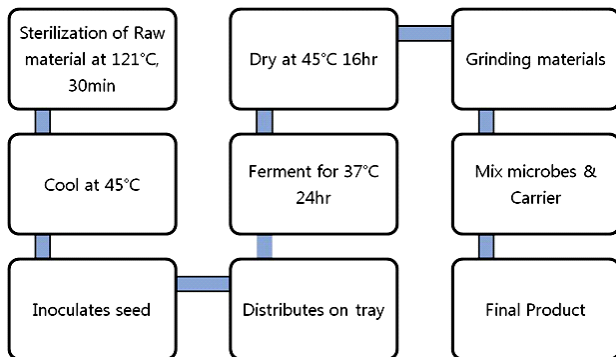 Sterilization of Raw
material at 121℃,
30min
Cool at 45℃
Inoculates seed
Distributes on tray
Ferment for 37℃
24hr
Dry at 45℃ 16hr
Grinding materials
Mix microbes &
Carrier
Final Product